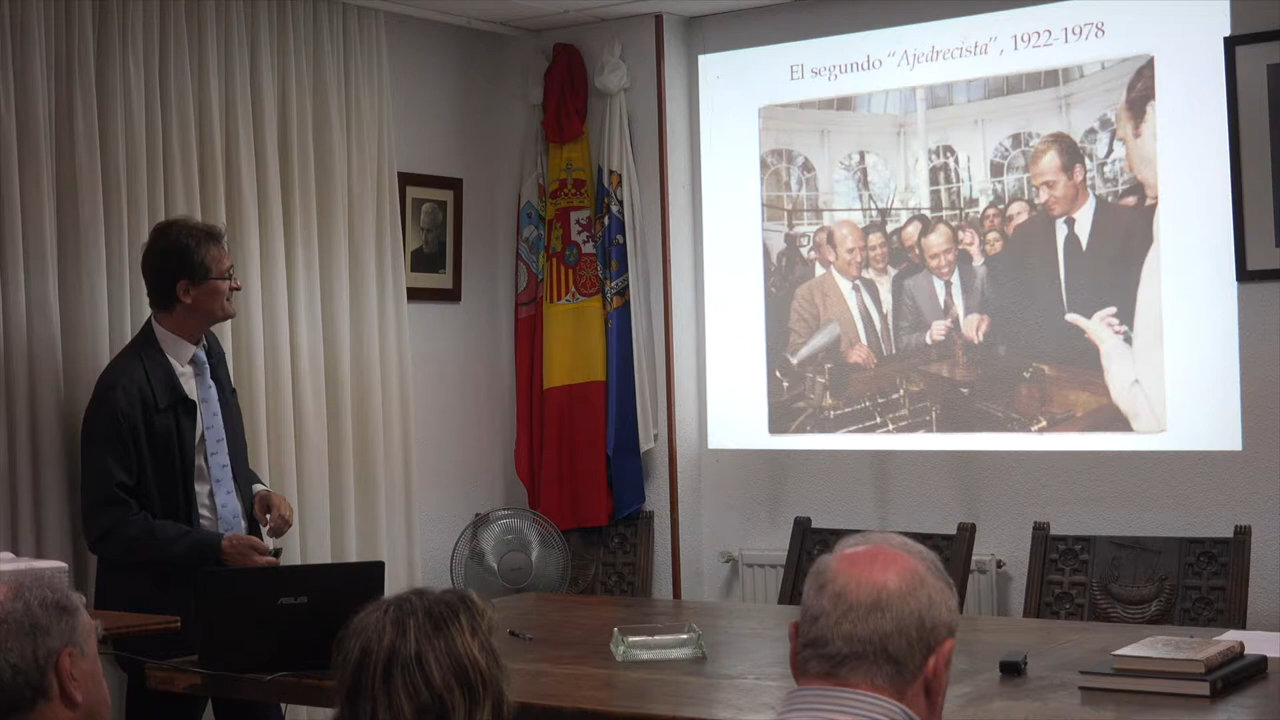 El segundo “Ajedrecista”, 1922-1978
ASUS